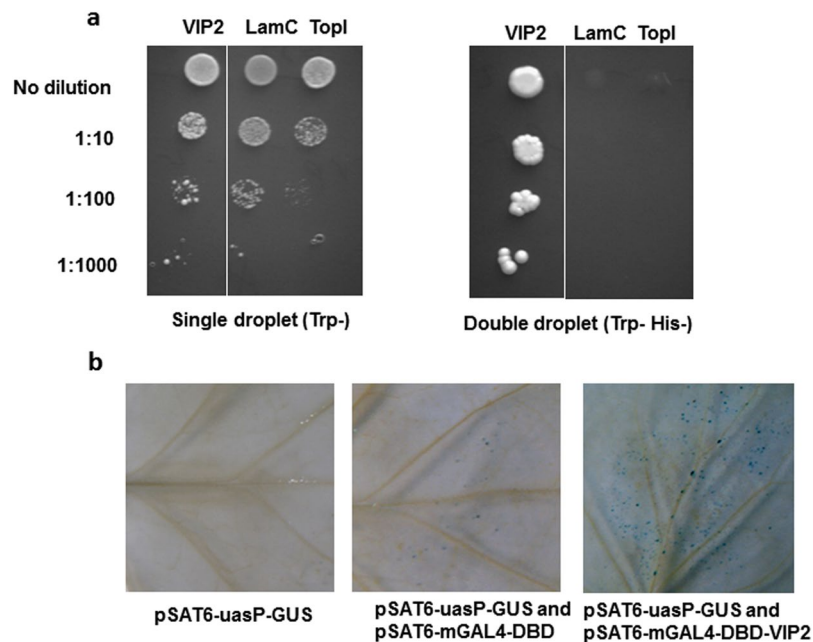 a
VIP2 LamC TopI
VIP2 LamC TopI
No dilution
1:10
1:100
1:1000
Single droplet (Trp-)
Double droplet (Trp- His-)
b
pSAT6-uasP-GUS
pSAT6-uasP-GUS and
pSAT6-mGAL4-DBD
pSAT6-uasP-GUS and
pSAT6-mGAL4-DBD-VIP2